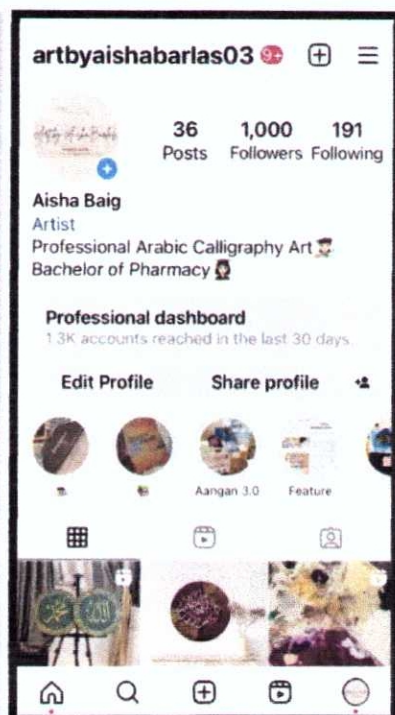 artbyaishabarlas03 9+
36 1,000 191
Posts Followers Following
Aisha Baig
Artist
Professional Arabic Calligraphy Art
Bachelor of Pharmacy
Professional dashboard
1.3K accounts reached in the last 30 days.
Edit Profile Share profile
Aangan 3.0 Feature
محمد الله